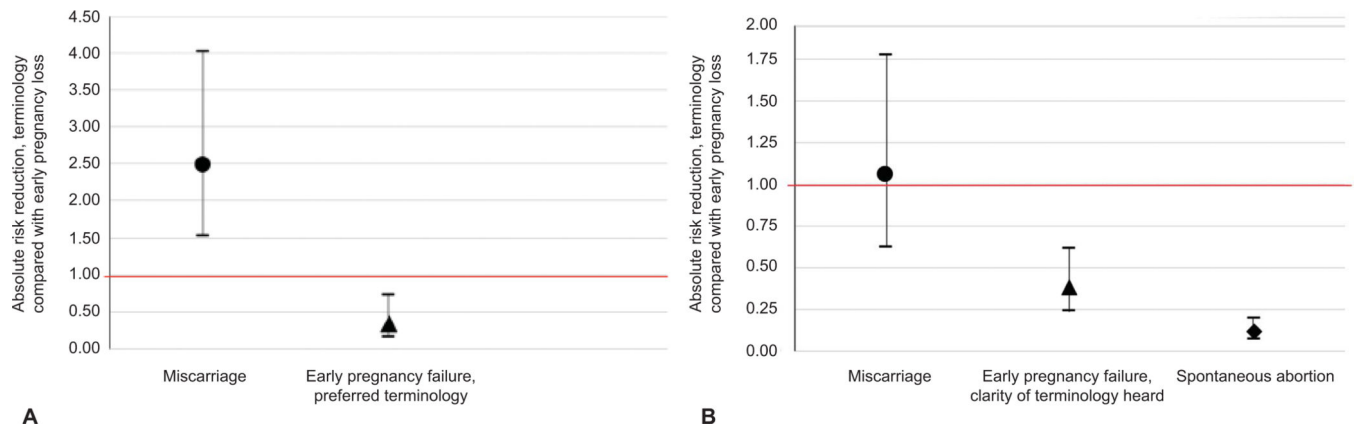 Absolute risk reduction, terminology
compared with early pregnancy loss
4.50
4.00
3.50
3.00
2.50
2.00
1.50
1.00
0.50
0.00
Miscarriage
Early pregnancy failure,
preferred terminology
A
Absolute risk reduction, terminology
compared with early pregnancy loss
2.00
1.75
1.50
1.25
1.00
0.75
0.50
0.25
0.00
Miscarriage
Early pregnancy failure,
clarity of terminology heard
Spontaneous abortion
B